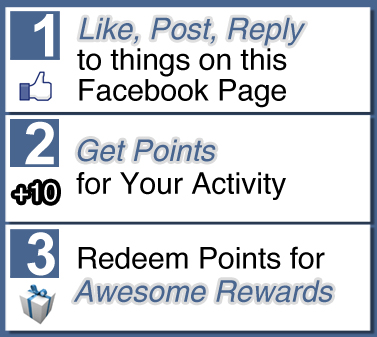 1
Like, Post, Reply
to things on this
Facebook Page
2
Get Points
+10
for Your Activity
3
Redeem Points for
Awesome Rewards